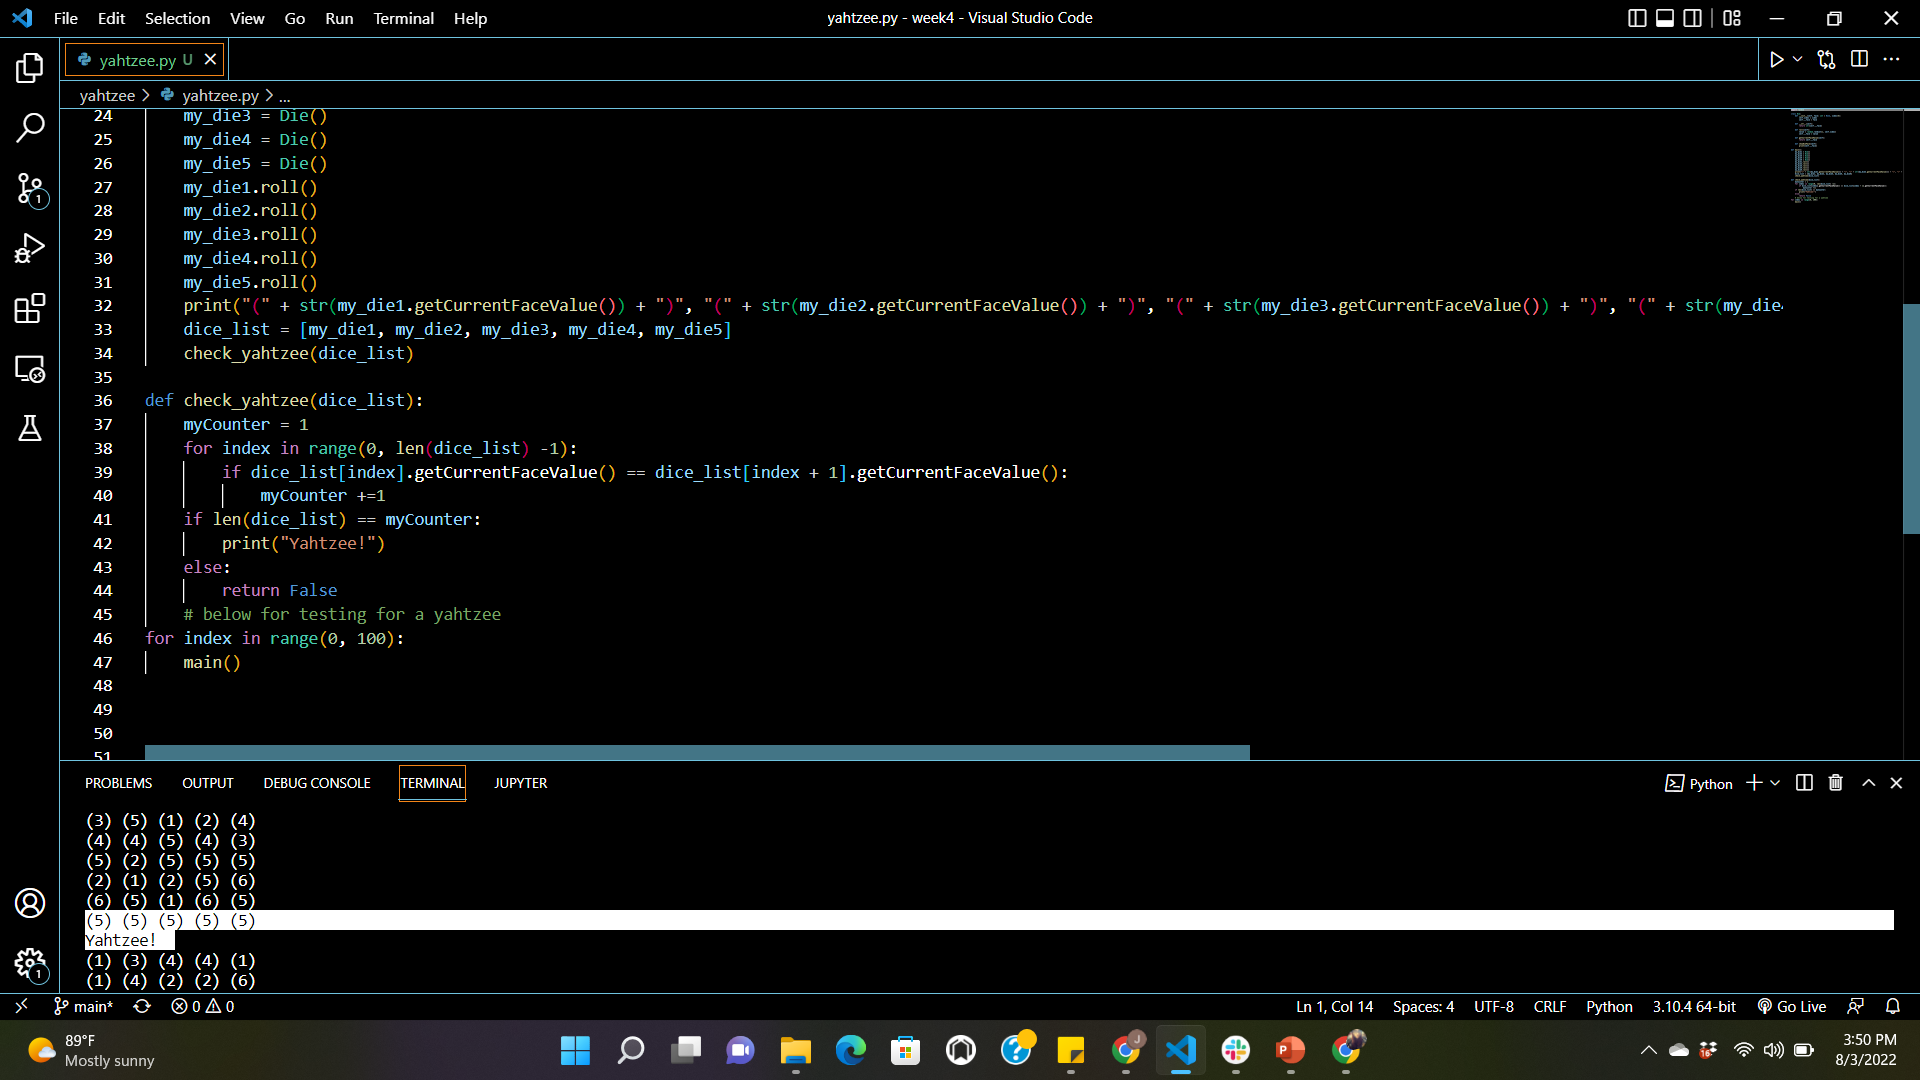 File Edit Selection View Go Run Terminal Help
yahtzee.py - week4 - Visual Studio Code
yahtzee.py U
yahtzee > yahtzee.py > ...
24 my_die3 = Die()
25 my_die4 = Die()
26 my_die5 = Die()
27 my_die1.roll()
28 my_die2.roll()
29 my_die3.roll()
30 my_die4.roll()
31 my_die5.roll()
32 print("(" + str(my_die1.getCurrentFaceValue()) + ")", "(" + str(my_die2.getCurrentFaceValue()) + ")", "(" + str(my_die3.getCurrentFaceValue()) + ")", "(" + str(my_die4
33 dice_list = [my_die1, my_die2, my_die3, my_die4, my_die5]
34 check_yahtzee(dice_list)
35
36 def check_yahtzee(dice_list):
37 myCounter = 1
38 for index in range(0, len(dice_list) -1):
39 if dice_list[index].getCurrentFaceValue() == dice_list[index + 1].getCurrentFaceValue():
40 myCounter +=1
41 if len(dice_list) == myCounter:
42 print("Yahtzee!")
43 else:
44 return False
45 # below for testing for a yahtzee
46 for index in range(0, 100):
47 main()
48
49
50
51
PROBLEMS OUTPUT DEBUG CONSOLE TERMINAL JUPYTER
Python
(3) (5) (1) (2) (4)
(4) (4) (5) (4) (3)
(5) (2) (5) (5) (5)
(2) (1) (2) (5) (6)
(6) (5) (1) (6) (5)
(5) (5) (5) (5) (5)
Yahtzee!
(1) (3) (4) (4) (1)
(1) (4) (2) (2) (6)
main* 0 0
Ln 1, Col 14 Spaces: 4 UTF-8 CRLF Python 3.10.4 64-bit Go Live
89°F
Mostly sunny
3:50 PM
8/3/2022